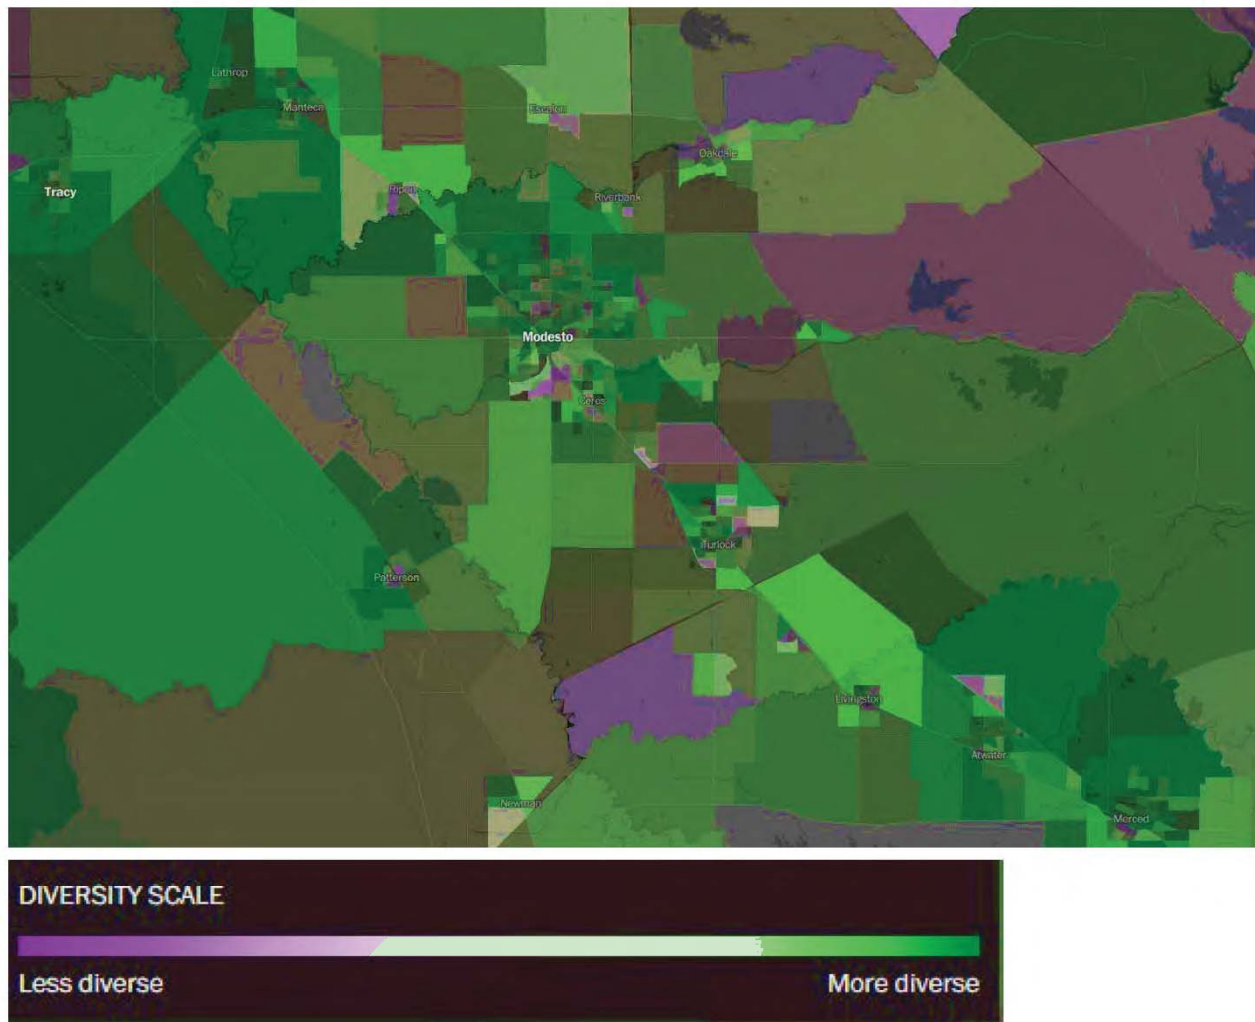 Lathrop
Manteca
Escalon
Oakdale
Tracy
Ripon
Riverbank
Modesto
Ceres
Turlock
Patterson
Livingston
Atwater
Newman
Merced
DIVERSITY SCALE
Less diverse
More diverse